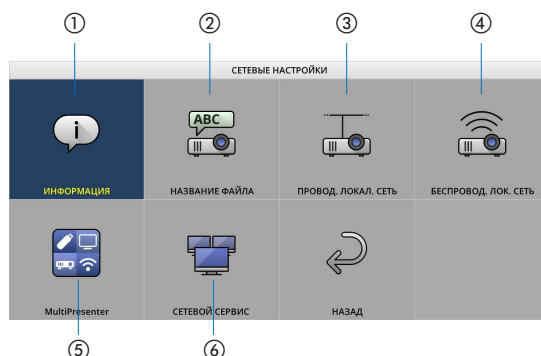 ① ② ③ ④
СЕТЕВЫЕ НАСТРОЙКИ
i
ABC
ИНФОРМАЦИЯ
НАЗВАНИЕ ФАЙЛА
ПРОВОД. ЛОКАЛ. СЕТЬ
БЕСПРОВОД. ЛОК. СЕТЬ
MultiPresenter
СЕТЕВОЙ СЕРВИС
НАЗАД
⑤ ⑥